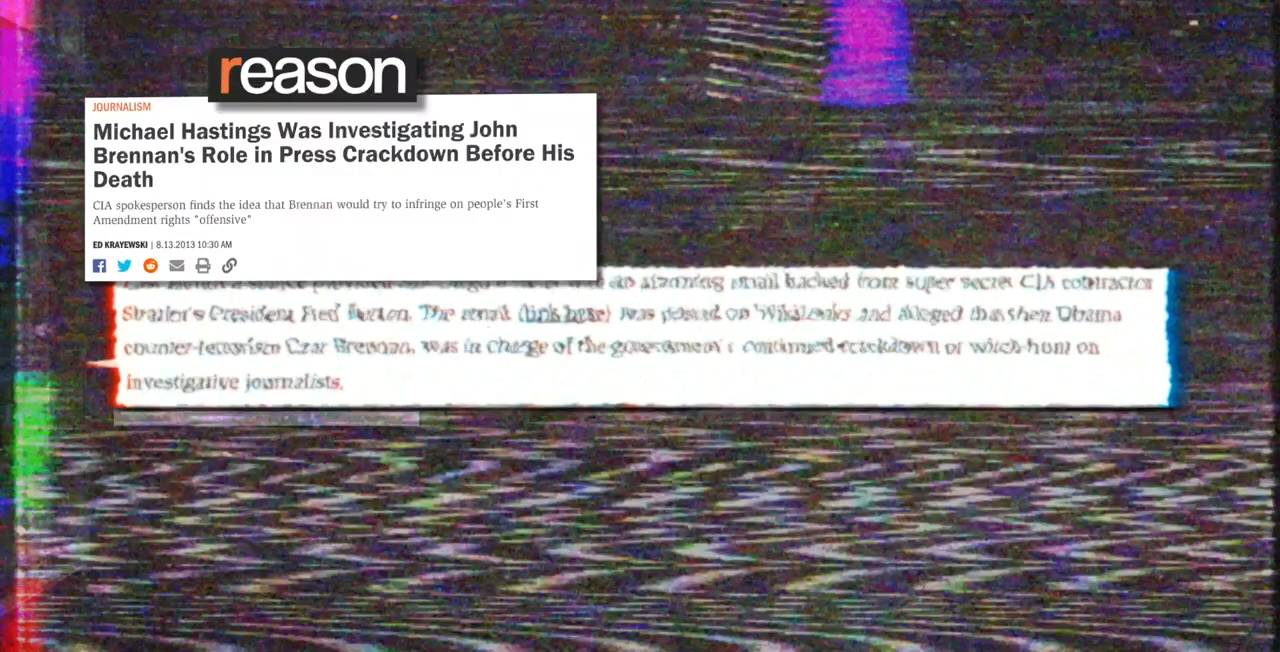 reason
JOURNALISM
Michael Hastings Was Investigating John
Brennan's Role in Press Crackdown Before His
Death
CIA spokesperson finds the idea that Brennan would try to infringe on people's First
Amendment rights "offensive"
ED KRAYEWSKI | 8.13.2013 10:30 AM
email hacked from super secret CIA contractor
Stratfor's President Fred Burton. The email (link here) was posted on Wikileaks and alleged that then Obama
counter-terrorism Czar Brennan, was in charge of the government's continued crackdown or witch-hunt on
investigative journalists.